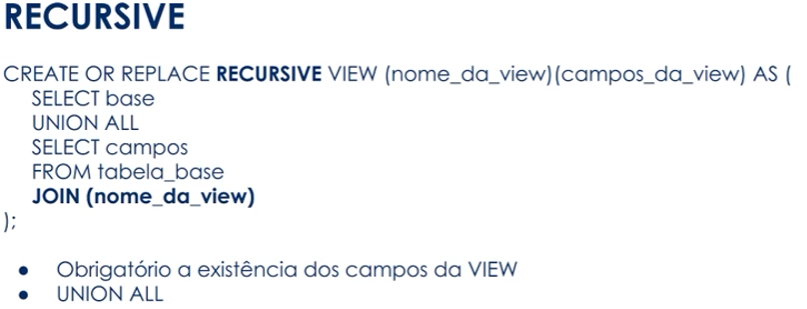 RECURSIVE
CREATE OR REPLACE RECURSIVE VIEW (nome_da_view)(campos_da_view) AS (
SELECT base
UNION ALL
SELECT campos
FROM tabela_base
JOIN (nome_da_view)
);
● Obrigatório a existência dos campos da VIEW
● UNION ALL